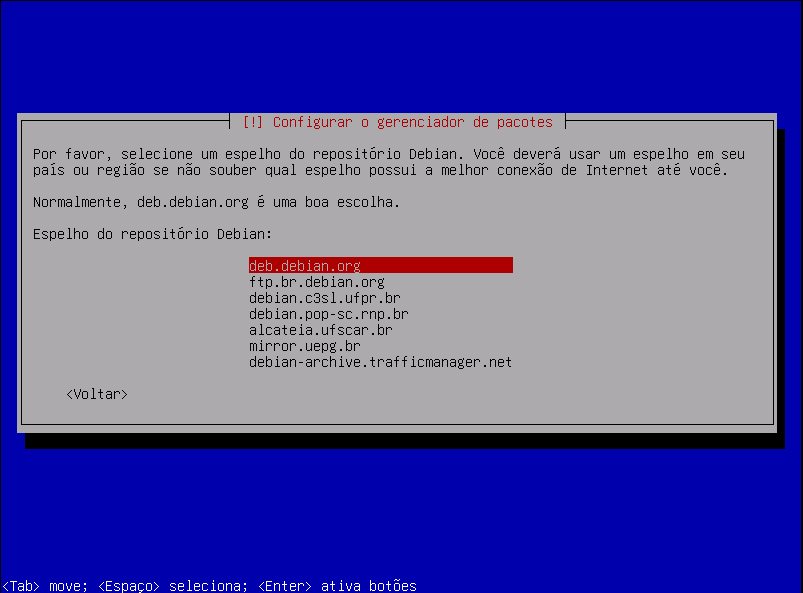 [!] Configurar o gerenciador de pacotes
Por favor, selecione um espelho do repositório Debian. Você deverá usar um espelho em seu
país ou região se não souber qual espelho possui a melhor conexão de Internet até você.
Normalmente, deb.debian.org é uma boa escolha.
Espelho do repositório Debian:
deb.debian.org
ftp.br.debian.org
debian.c3sl.ufpr.br
debian.pop-sc.rnp.br
alcateia.ufscar.br
mirror.uepg.br
debian-archive.trafficmanager.net
<Voltar>
<Tab> move; <Espaço> seleciona; <Enter> ativa botões